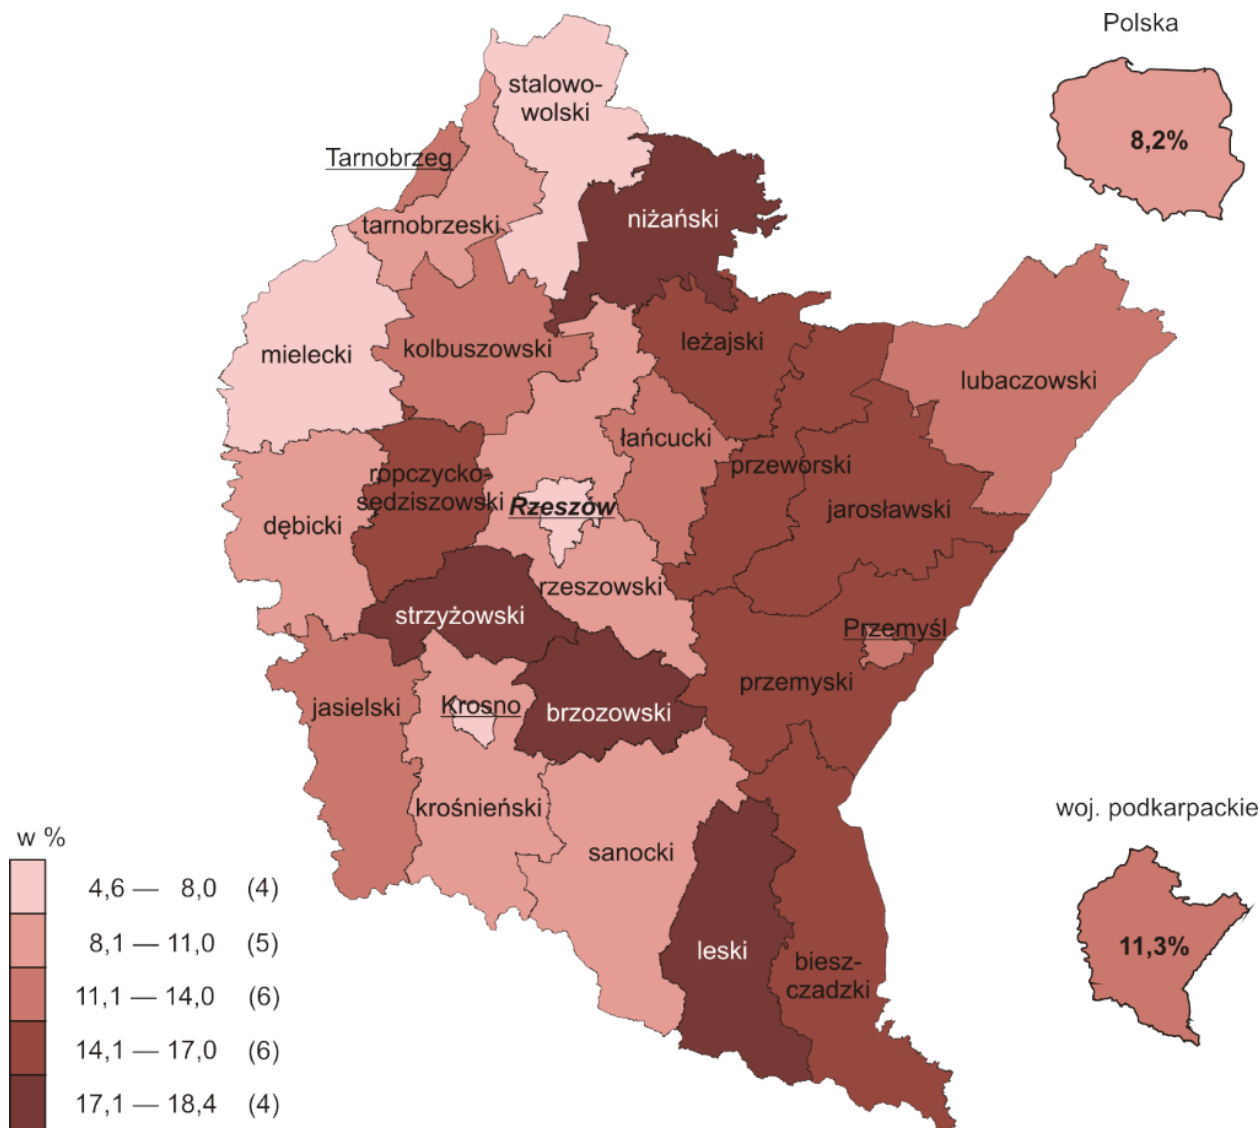 Polska
8,2%
stalowo-
wolski
Tarnobrzeg
niżański
tarnobrzeski
mielecki
kolbuszowski
leżajski
lubaczowski
łańcucki
ropczycko-
sędziszowski
Rzeszów
przeworski
jarosławski
dębicki
rzeszowski
strzyżowski
Przemyśl
przemyski
jasielski
Krosno
brzozowski
krośnieński
sanocki
leski
biesz-
czadzki
woj. podkarpackie
11,3%
w %
4,6 — 8,0 (4)
8,1 — 11,0 (5)
11,1 — 14,0 (6)
14,1 — 17,0 (6)
17,1 — 18,4 (4)